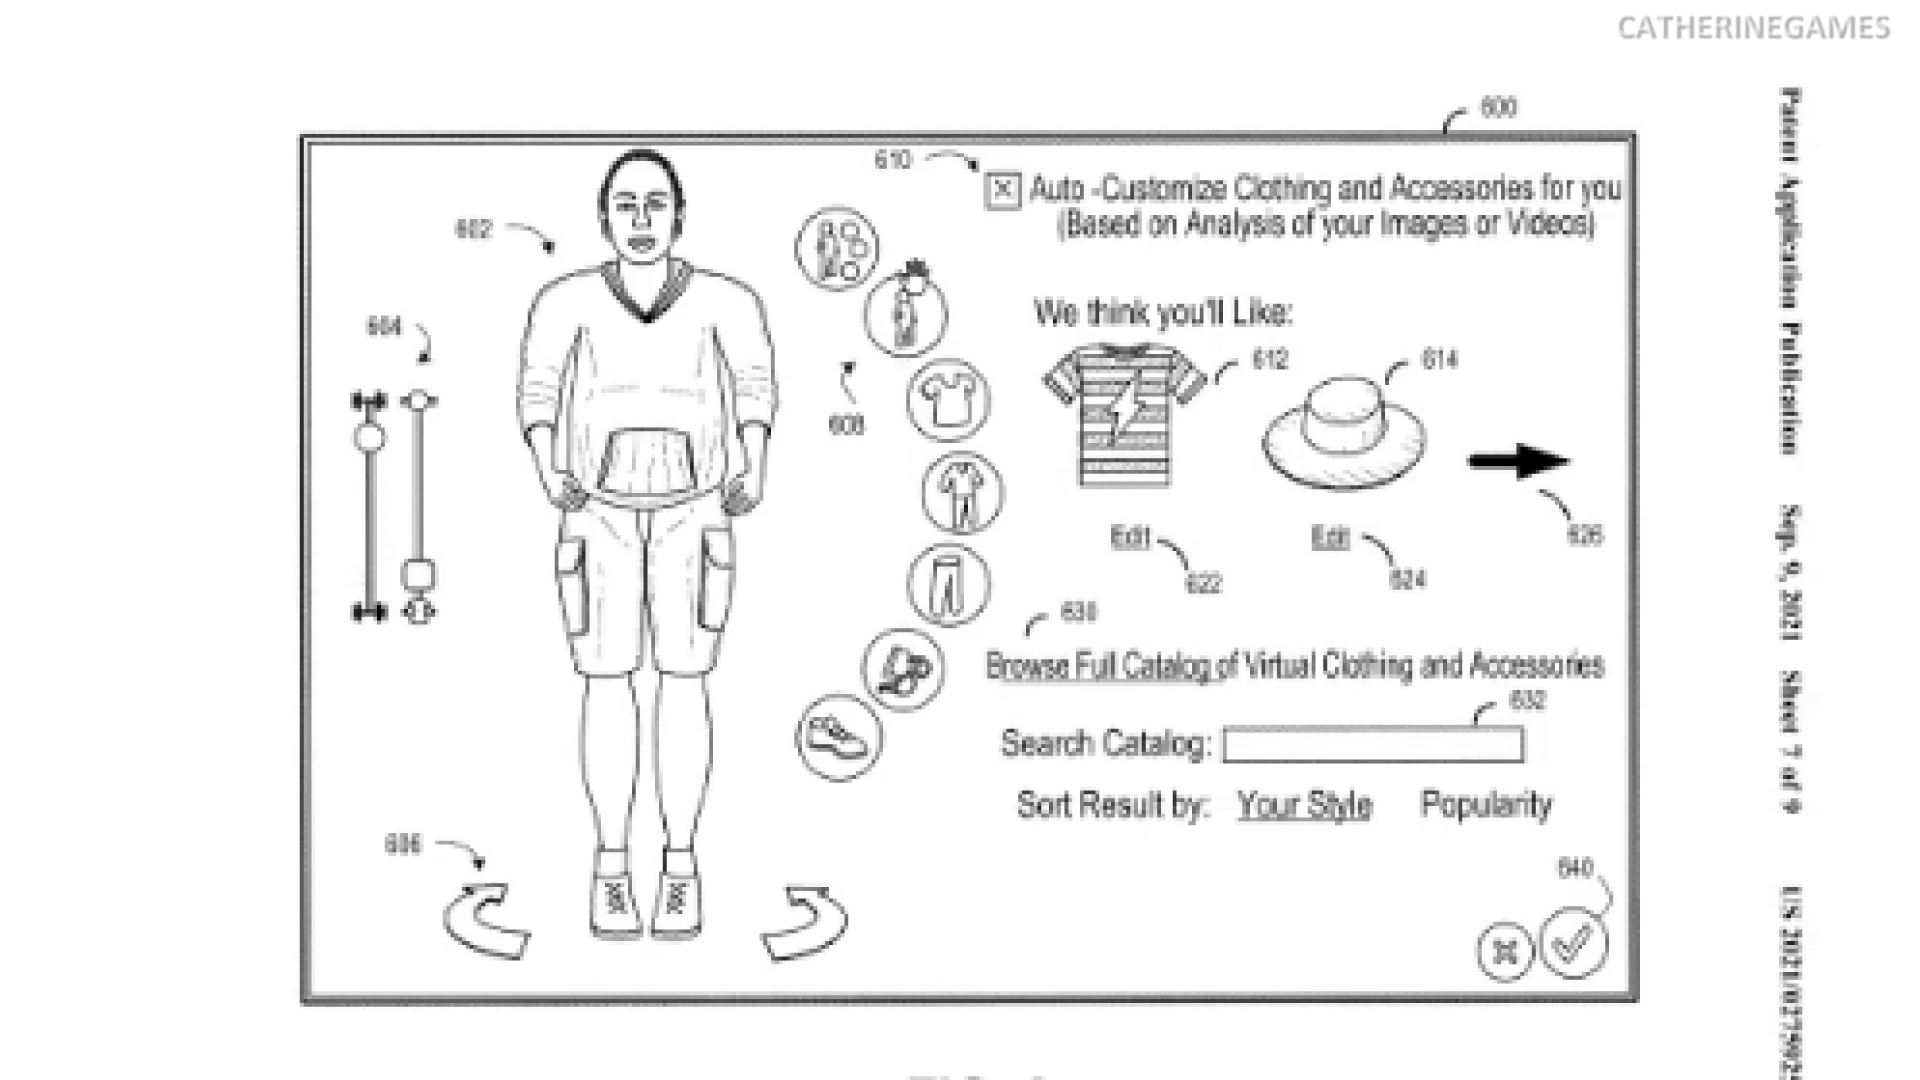 CATHERINEGAMES
600
610
Auto -Customize Clothing and Accessories for you
(Based on Analysis of your Images or Videos)
602
604
We think you'll Like:
612
614
608
Edit
Edit
622
624
626
630
Browse Full Catalog of Virtual Clothing and Accessories
632
Search Catalog:
Sort Result by: Your Style Popularity
606
640
Patent Application Publication Sep. 9, 2021 Sheet 7 of 9